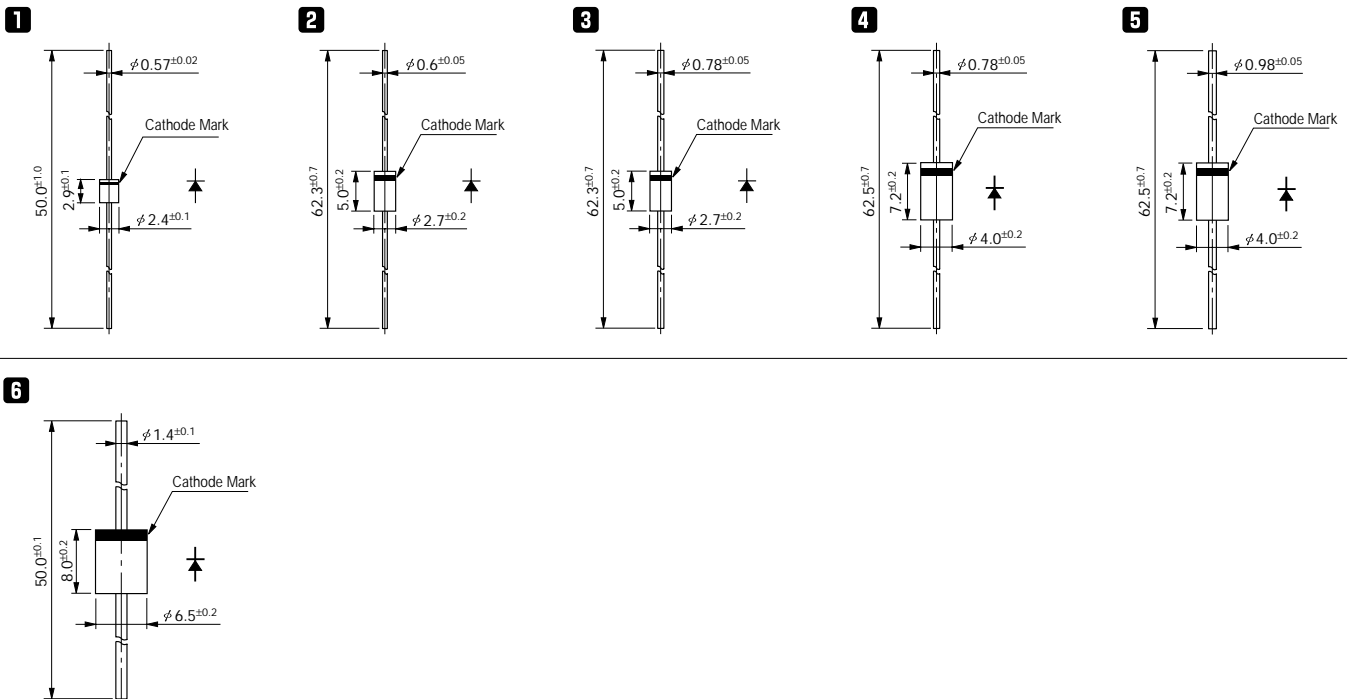 1
ϕ0.57±0.02
Cathode Mark
50.0±1.0
2.9±0.1
ϕ2.4±0.1
2
ϕ0.6±0.05
Cathode Mark
62.3±0.7
5.0±0.2
ϕ2.7±0.2
3
ϕ0.78±0.05
Cathode Mark
62.3±0.7
5.0±0.2
ϕ2.7±0.2
4
ϕ0.78±0.05
Cathode Mark
62.5±0.7
7.2±0.2
ϕ4.0±0.2
5
ϕ0.98±0.05
Cathode Mark
62.5±0.7
7.2±0.2
ϕ4.0±0.2
6
ϕ1.4±0.1
Cathode Mark
50.0±0.1
8.0±0.2
ϕ6.5±0.2